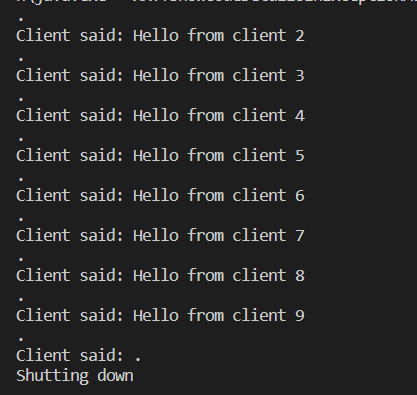 .
Client said: Hello from client 2
.
Client said: Hello from client 3
.
Client said: Hello from client 4
.
Client said: Hello from client 5
.
Client said: Hello from client 6
.
Client said: Hello from client 7
.
Client said: Hello from client 8
.
Client said: Hello from client 9
.
Client said: .
Shutting down